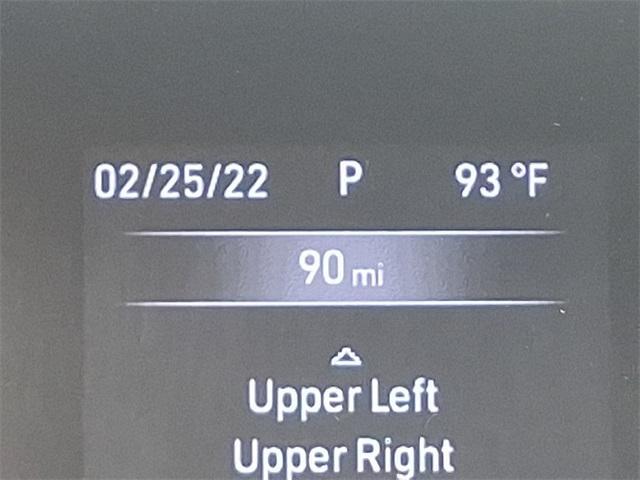 02/25/22 P 93 °F
90 mi
Upper Left
Upper Right